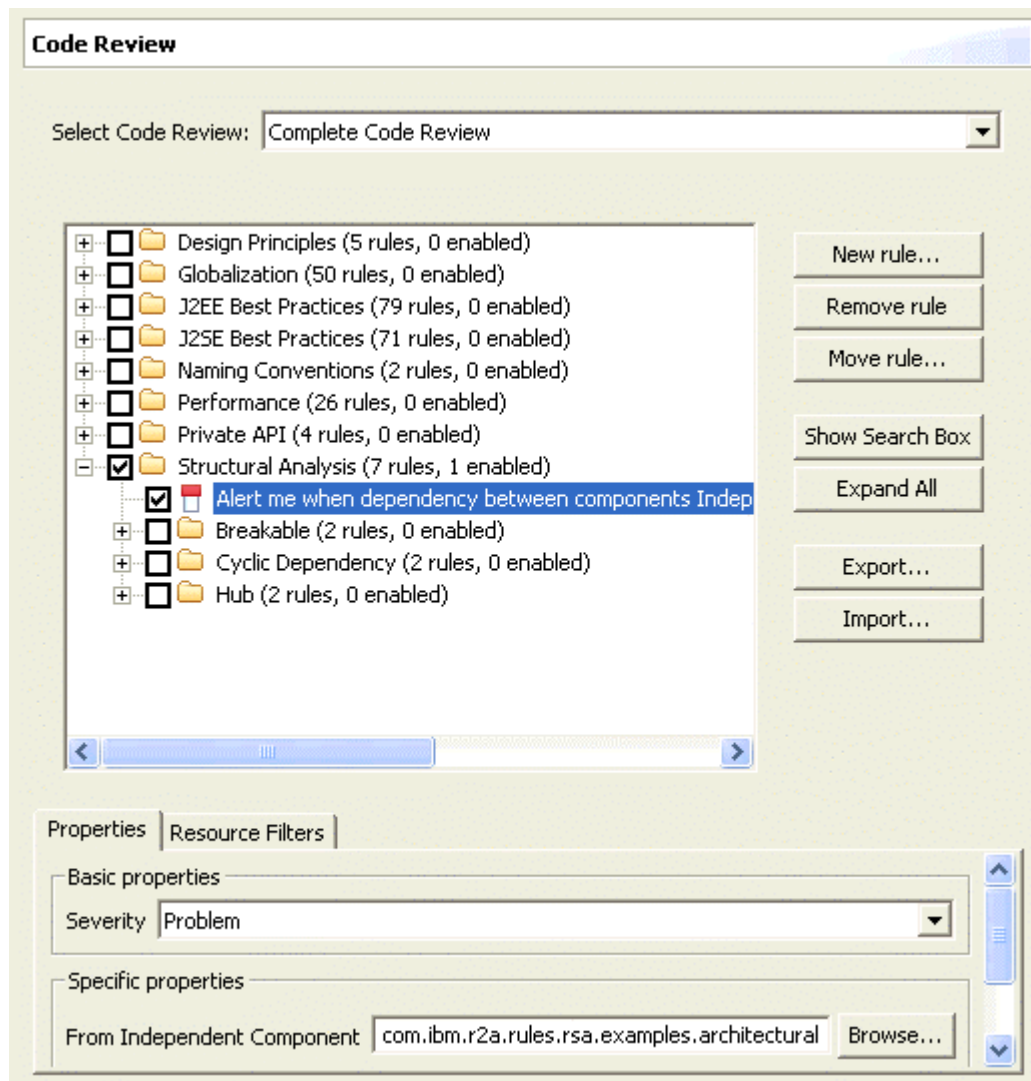 Code Review
Select Code Review: Complete Code Review
Design Principles (5 rules, 0 enabled)
Globalization (50 rules, 0 enabled)
J2EE Best Practices (79 rules, 0 enabled)
J2SE Best Practices (71 rules, 0 enabled)
Naming Conventions (2 rules, 0 enabled)
Performance (26 rules, 0 enabled)
Private API (4 rules, 0 enabled)
Structural Analysis (7 rules, 1 enabled)
Alert me when dependency between components Indep
Breakable (2 rules, 0 enabled)
Cyclic Dependency (2 rules, 0 enabled)
Hub (2 rules, 0 enabled)
New rule...
Remove rule
Move rule...
Show Search Box
Expand All
Export...
Import...
Properties
Resource Filters
Basic properties
Severity Problem
Specific properties
From Independent Component com.ibm.r2a.rules.rsa.examples.architectural Browse...